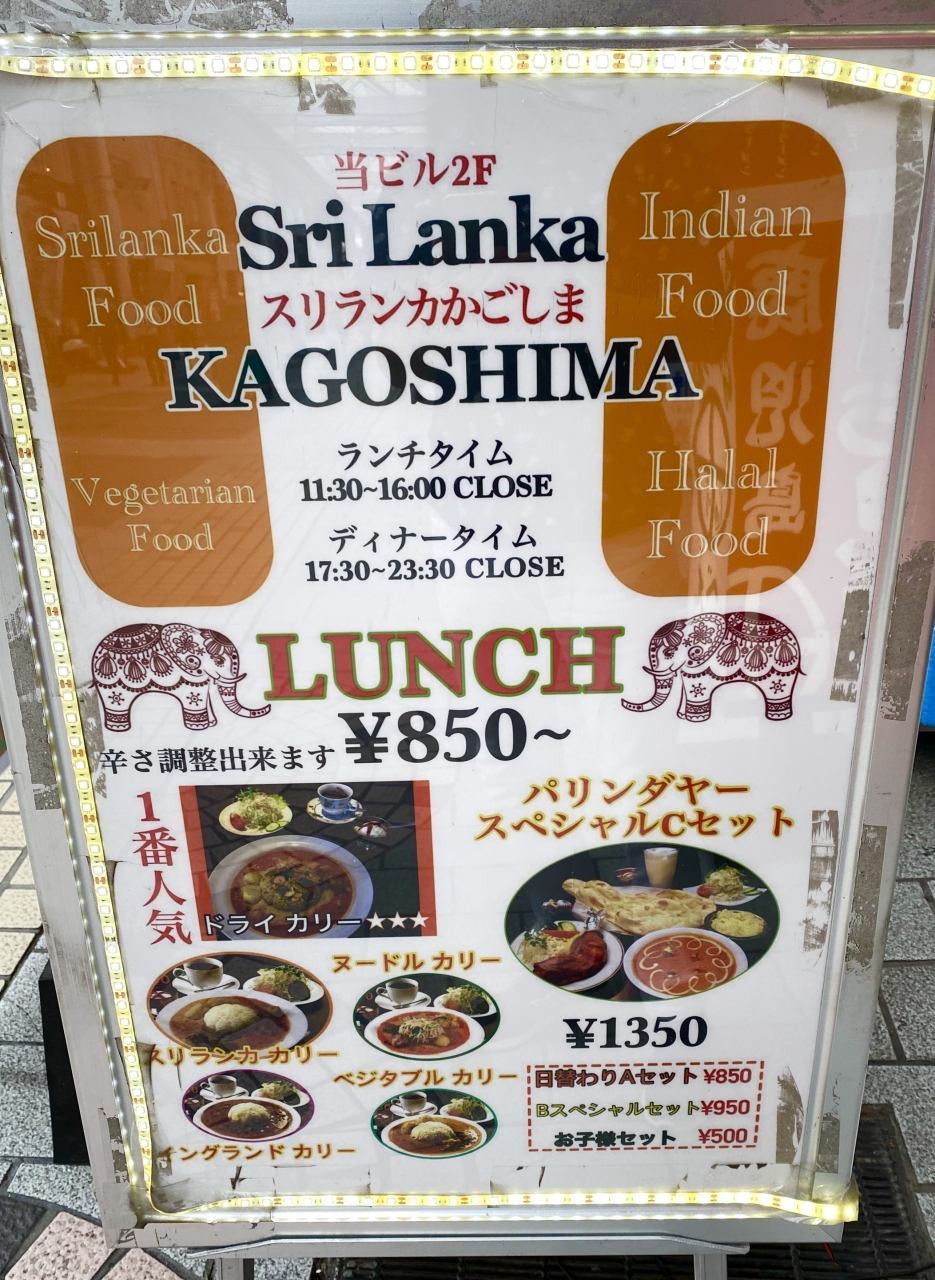 当ビル2F
Srilanka
Food
Sri Lanka
Indian
Food
スリランカかごしま
KAGOSHIMA
Vegetarian
Food
ランチタイム
11:30~16:00 CLOSE
ディナータイム
17:30~23:30 CLOSE
Halal
Food
LUNCH
¥850~
辛さ調整出来ます
1番人気
ドライ カリー★★★
パリンダヤー
スペシャルCセット
¥1350
ヌードル カリー
スリランカ カリー
ベジタブル カリー
イングランド カリー
日替わりAセット ¥850
Bスペシャルセット ¥950
お子様セット ¥500
鹿児島